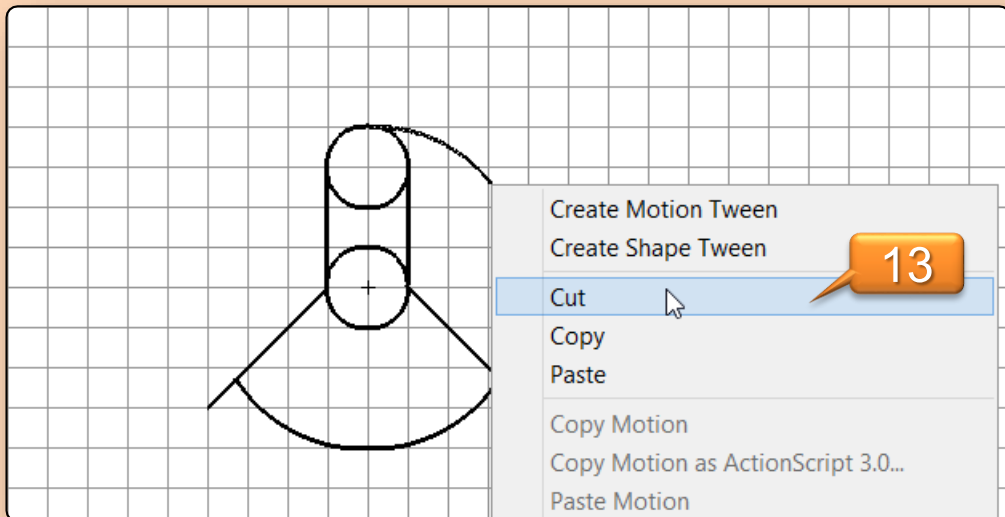 Create Motion Tween
Create Shape Tween
13
Cut
Copy
Paste
Copy Motion
Copy Motion as ActionScript 3.0...
Paste Motion